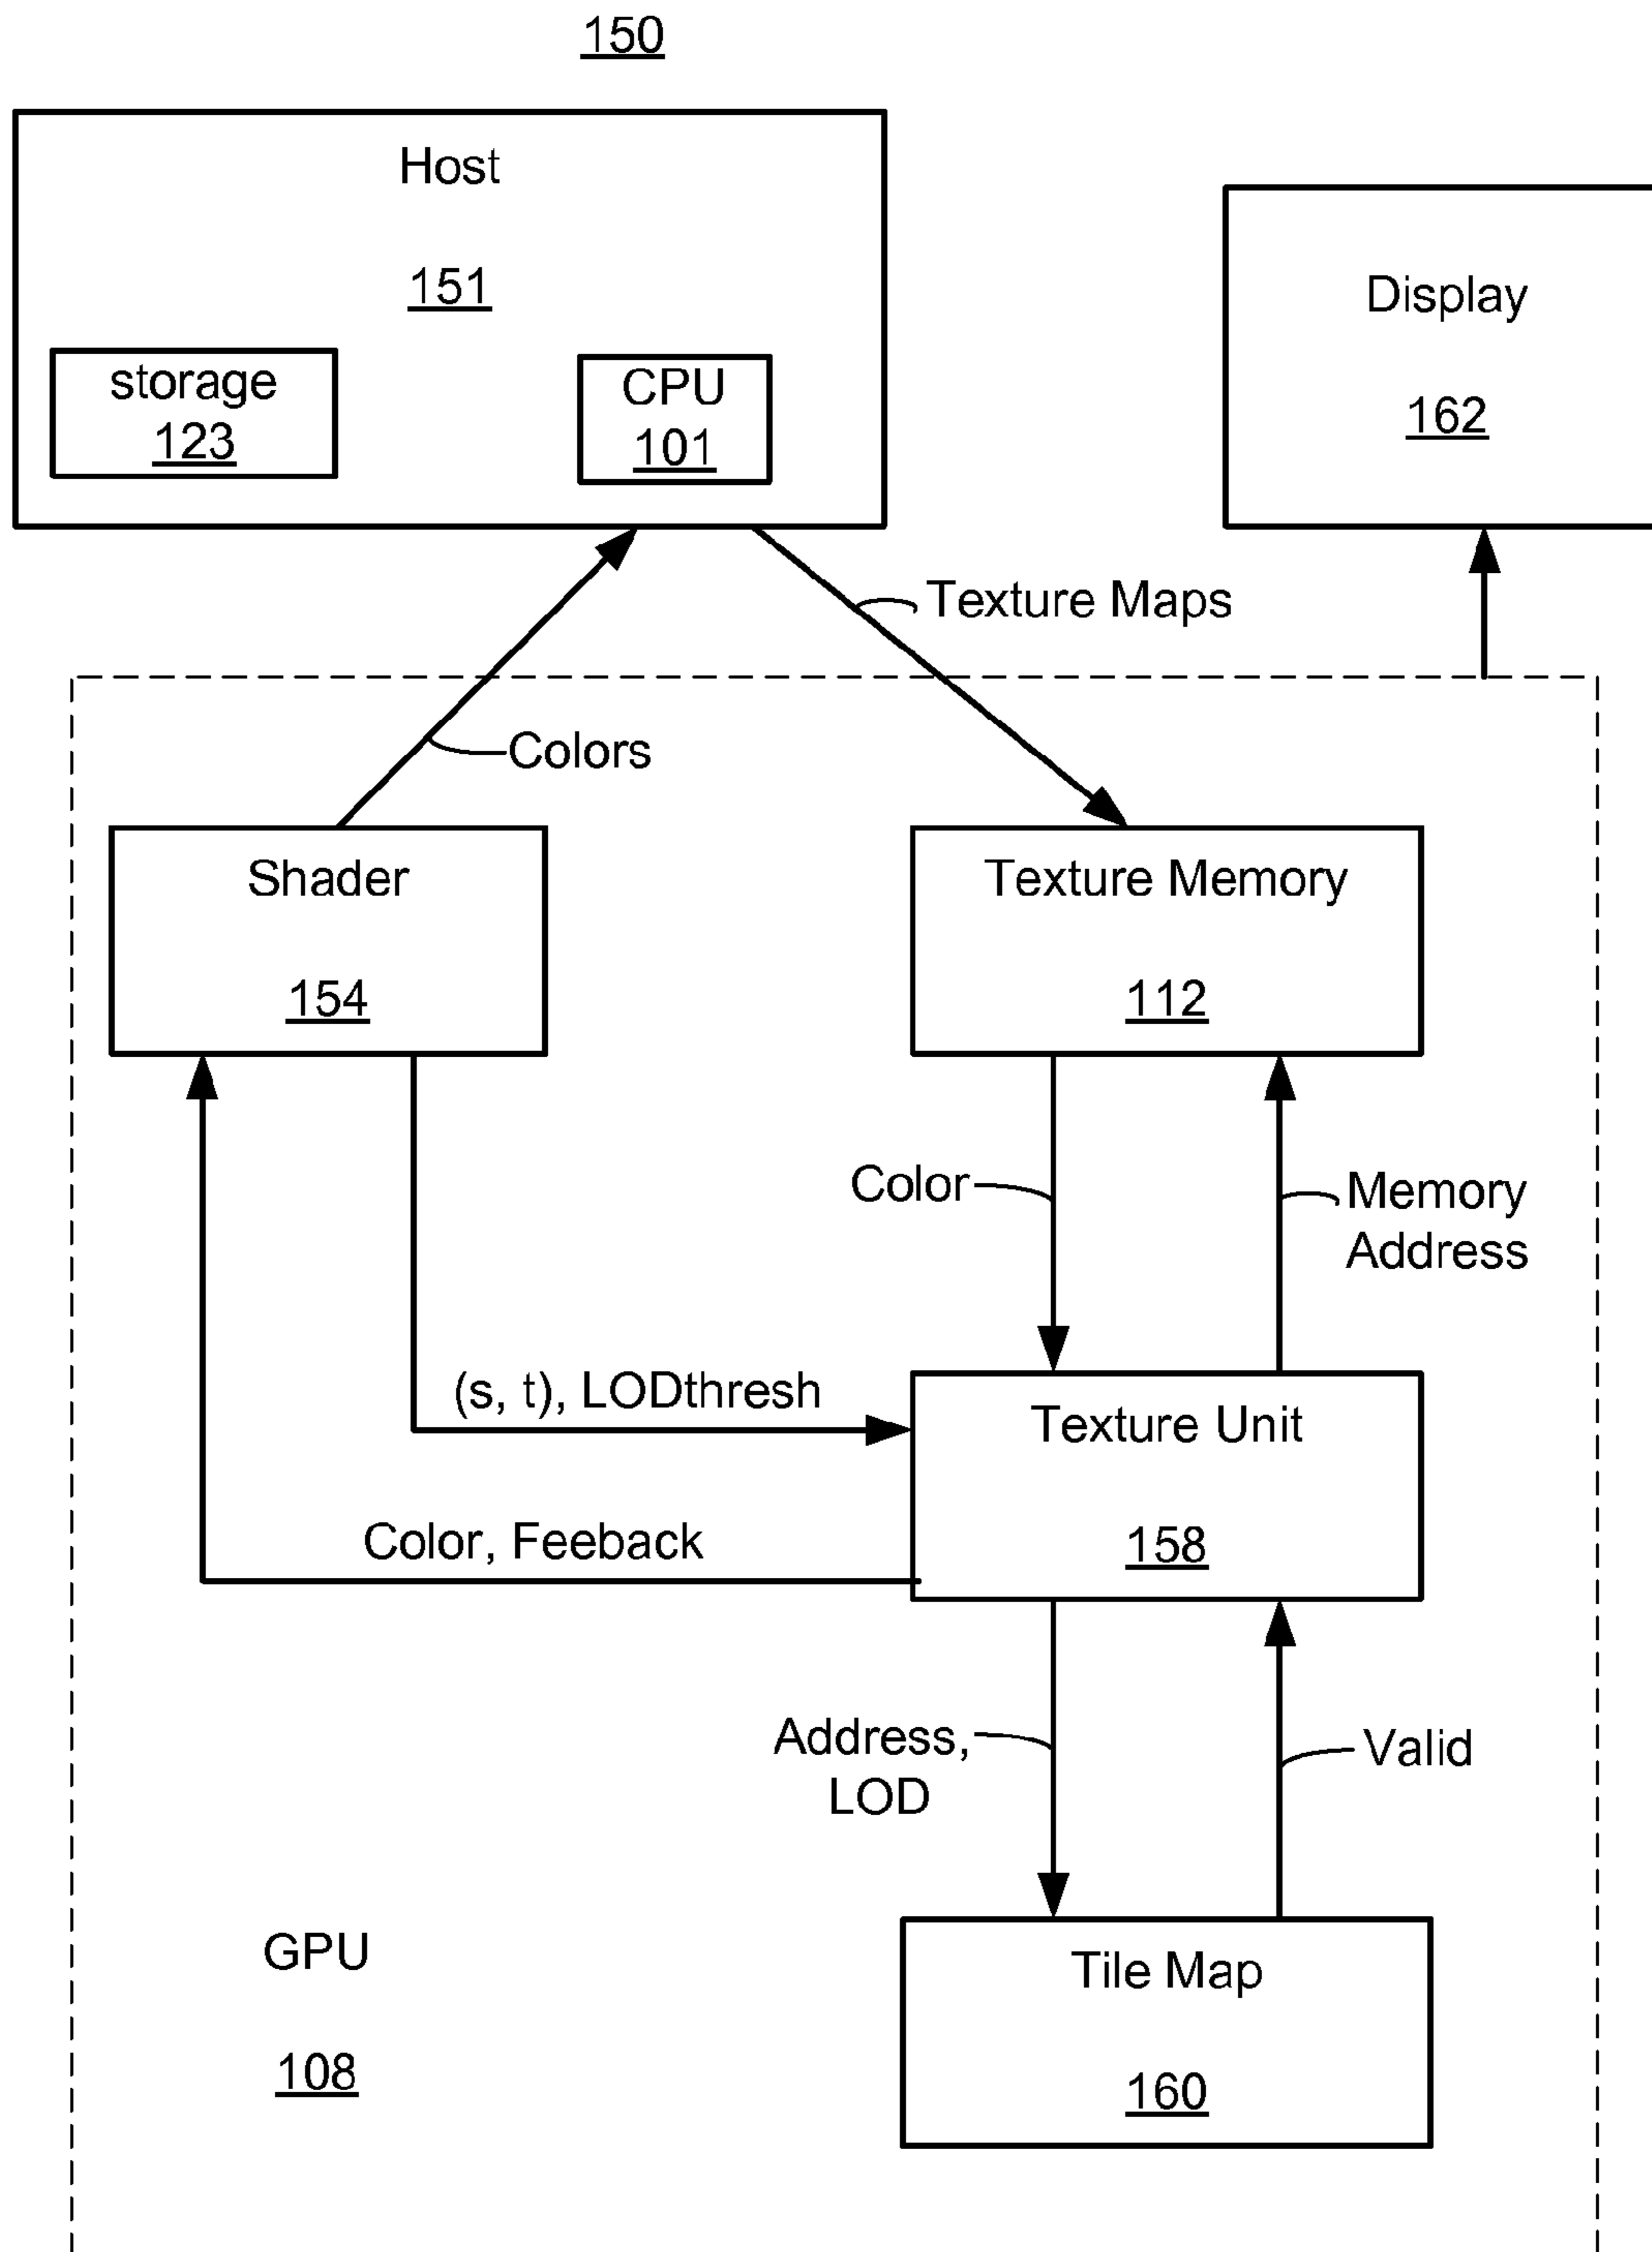 150
Host
151
storage
123
CPU
101
Display
162
Texture Maps
Colors
Shader
154
Texture Memory
112
Color
Memory
Address
(s, t), LODthresh
Texture Unit
158
Color, Feeback
Address,
LOD
Valid
GPU
108
Tile Map
160